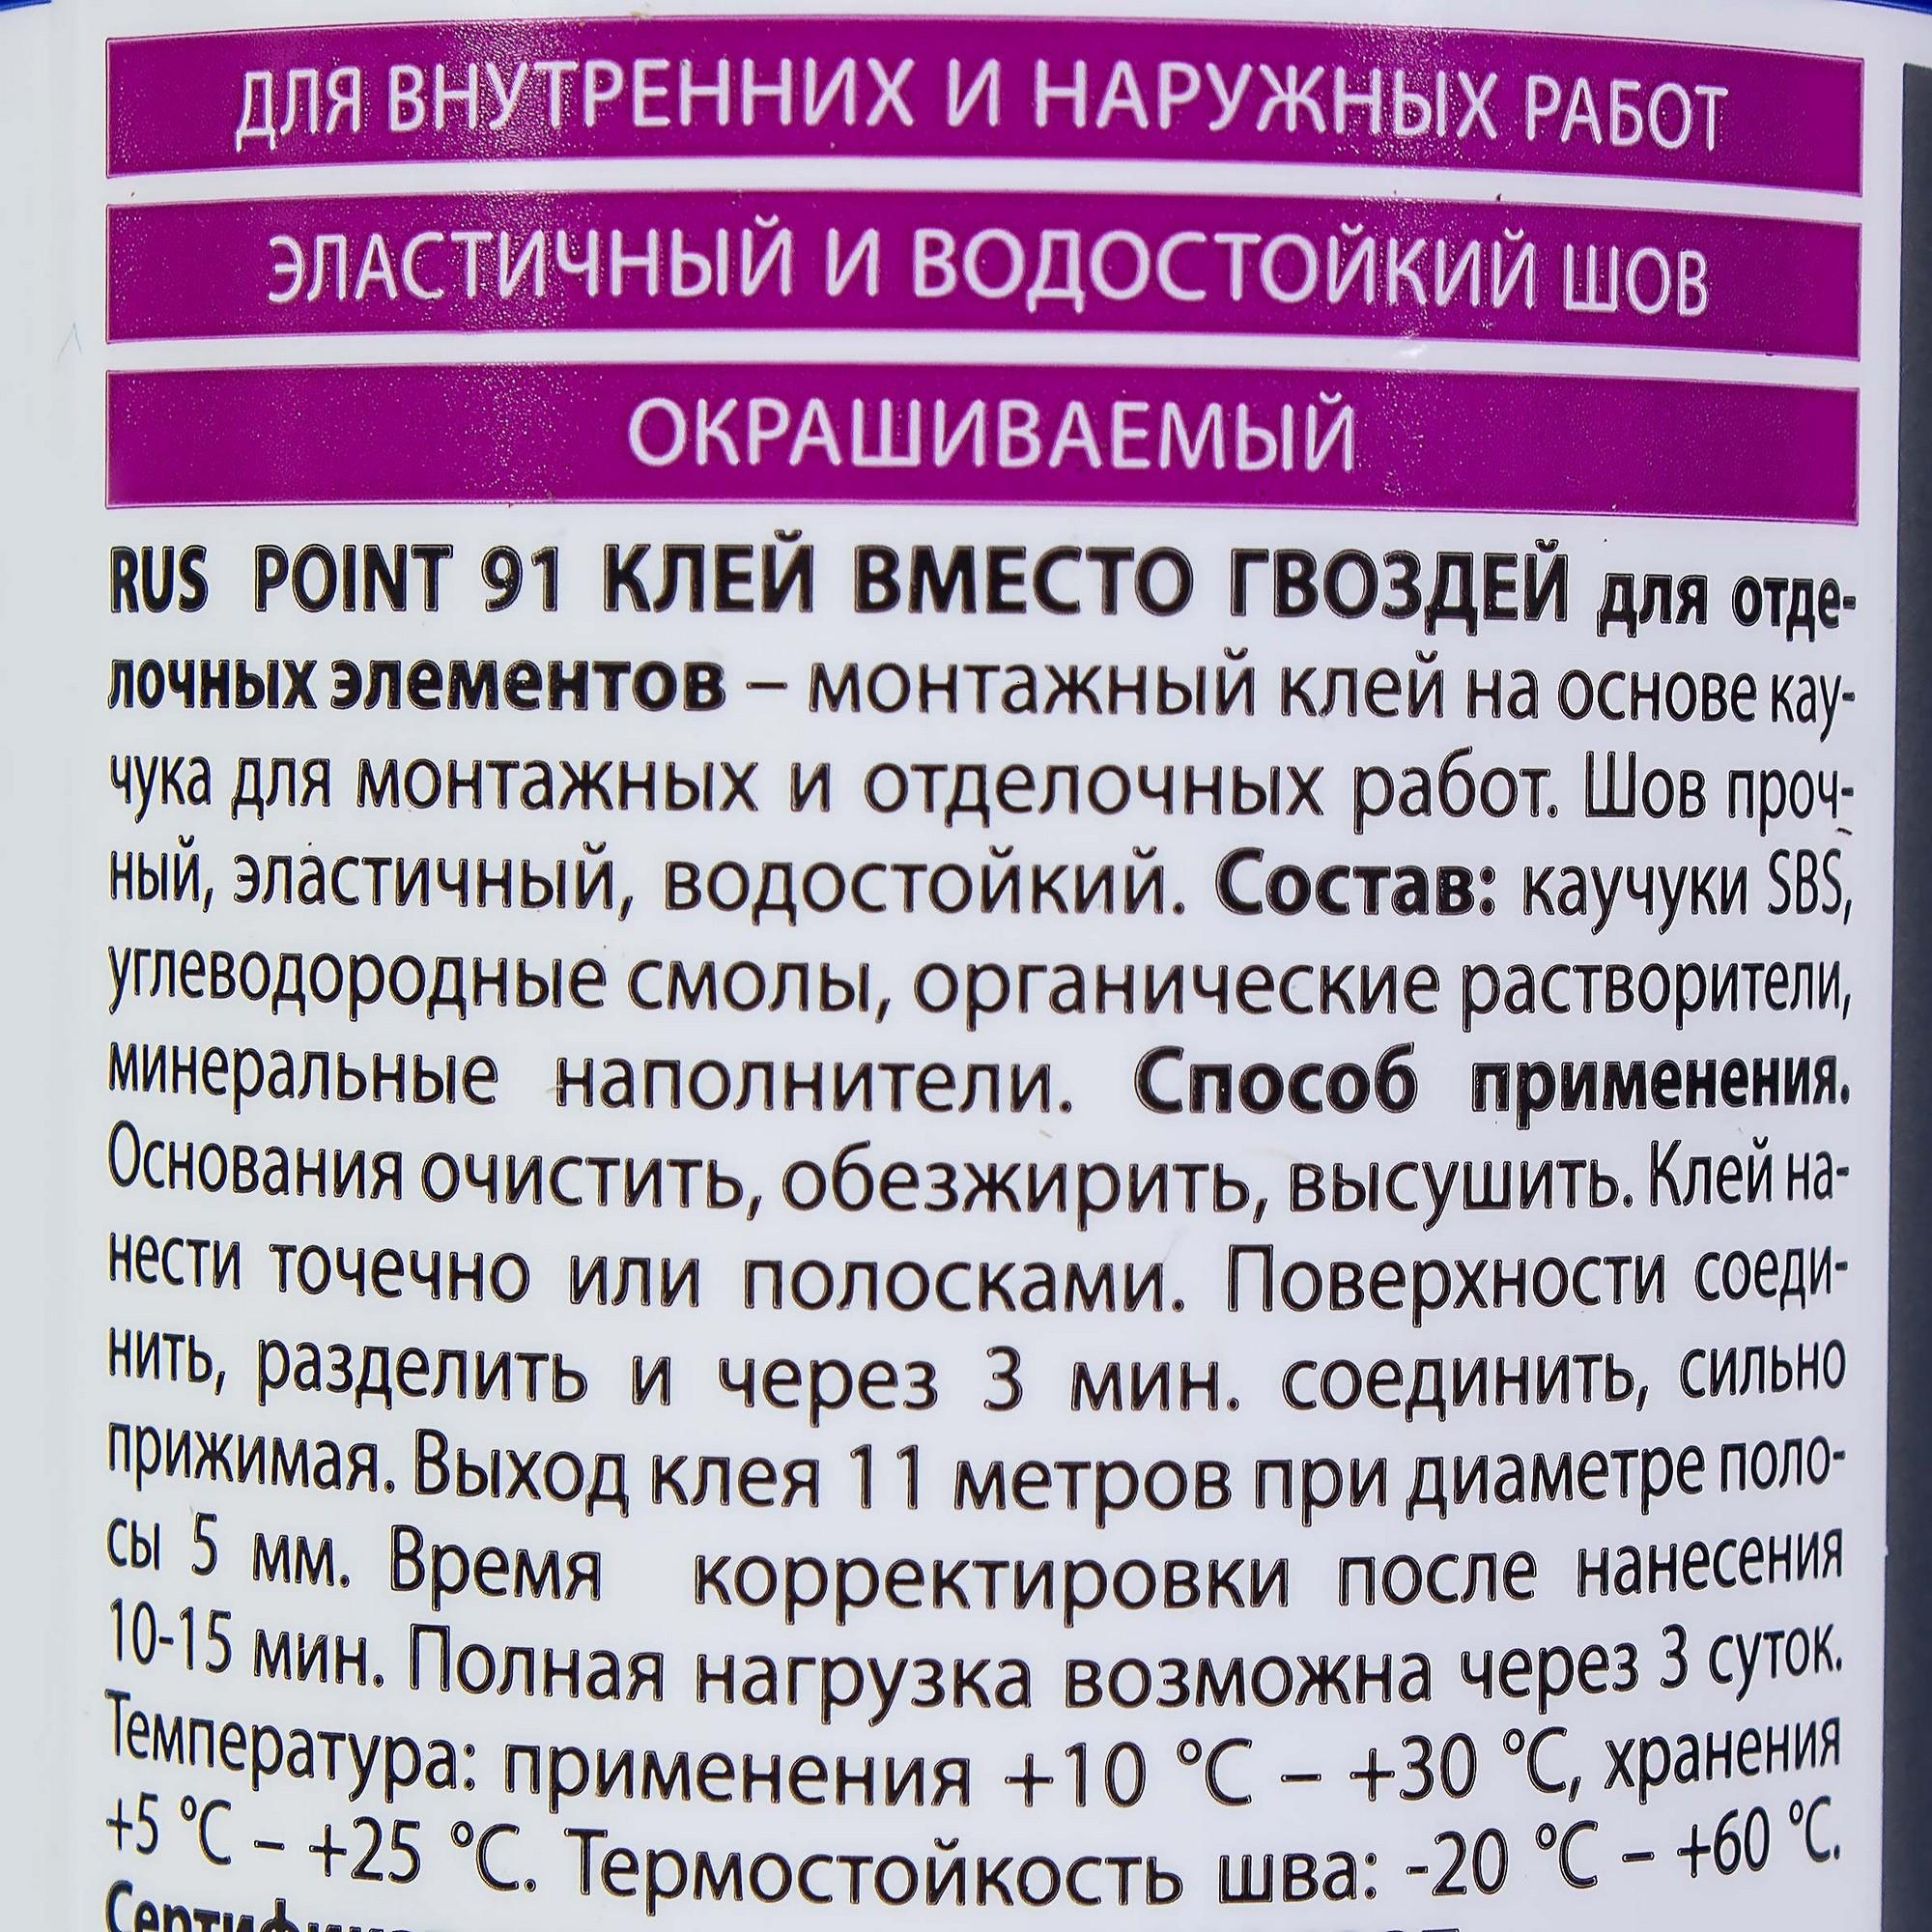 ДЛЯ ВНУТРЕННИХ И НАРУЖНЫХ РАБОТ
ЭЛАСТИЧНЫЙ И ВОДОСТОЙКИЙ ШОВ
ОКРАШИВАЕМЫЙ
RUS POINT 91 КЛЕЙ ВМЕСТО ГВОЗДЕЙ для отде-
лочных элементов – монтажный клей на основе кау-
чука для монтажных и отделочных работ. Шов проч-
ный, эластичный, водостойкий. Состав: каучуки SBS,
углеводородные смолы, органические растворители,
минеральные наполнители. Способ применения.
Основания очистить, обезжирить, высушить. Клей на-
нести точечно или полосками. Поверхности соеди-
нить, разделить и через 3 мин. соединить, сильно
прижимая. Выход клея 11 метров при диаметре поло-
сы 5 мм. Время корректировки после нанесения
10-15 мин. Полная нагрузка возможна через 3 суток.
Температура: применения +10 °C – +30 °C, хранения
+5 °C – +25 °C. Термостойкость шва: -20 °C – +60 °C.